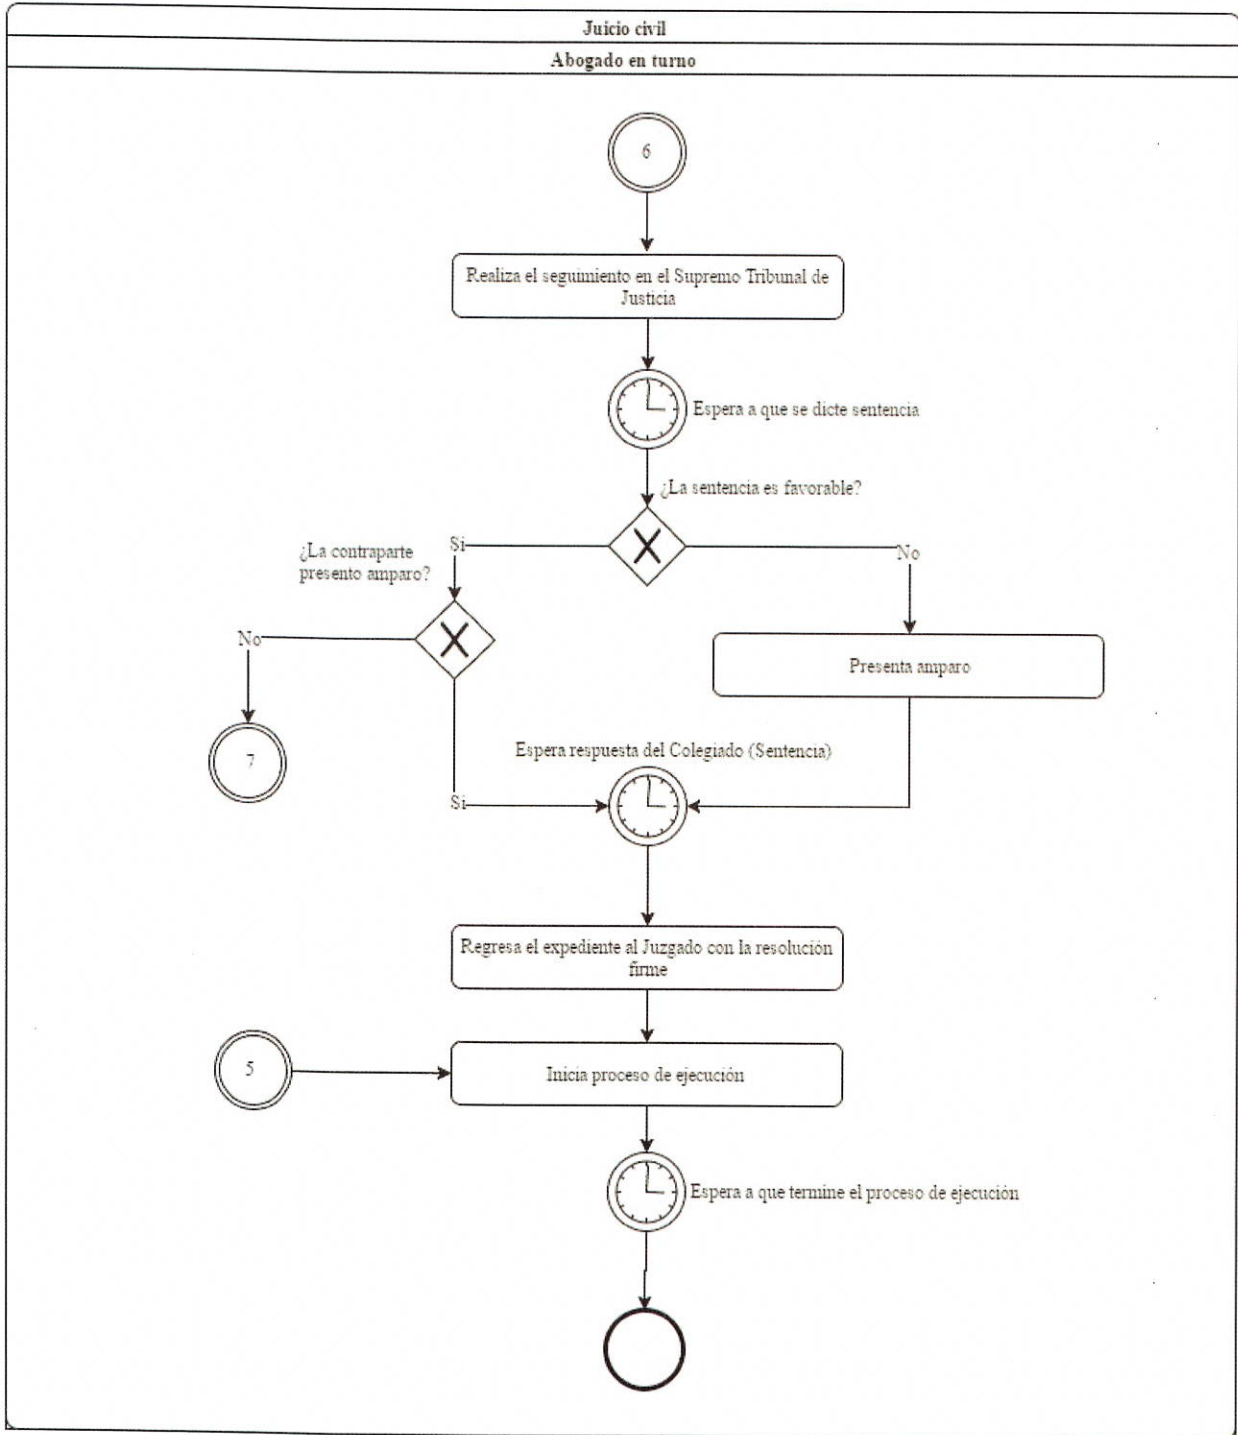 Juicio civil
Abogado en turno
6
Realiza el seguimiento en el Supremo Tribunal de
Justicia
Espera a que se dicte sentencia
¿La sentencia es favorable?
Si
No
¿La contraparte
presento amparo?
No
Presenta amparo
7
Espera respuesta del Colegiado (Sentencia)
Si
Regresa el expediente al Juzgado con la resolución
firme
5
Inicia proceso de ejecución
Espera a que termine el proceso de ejecución